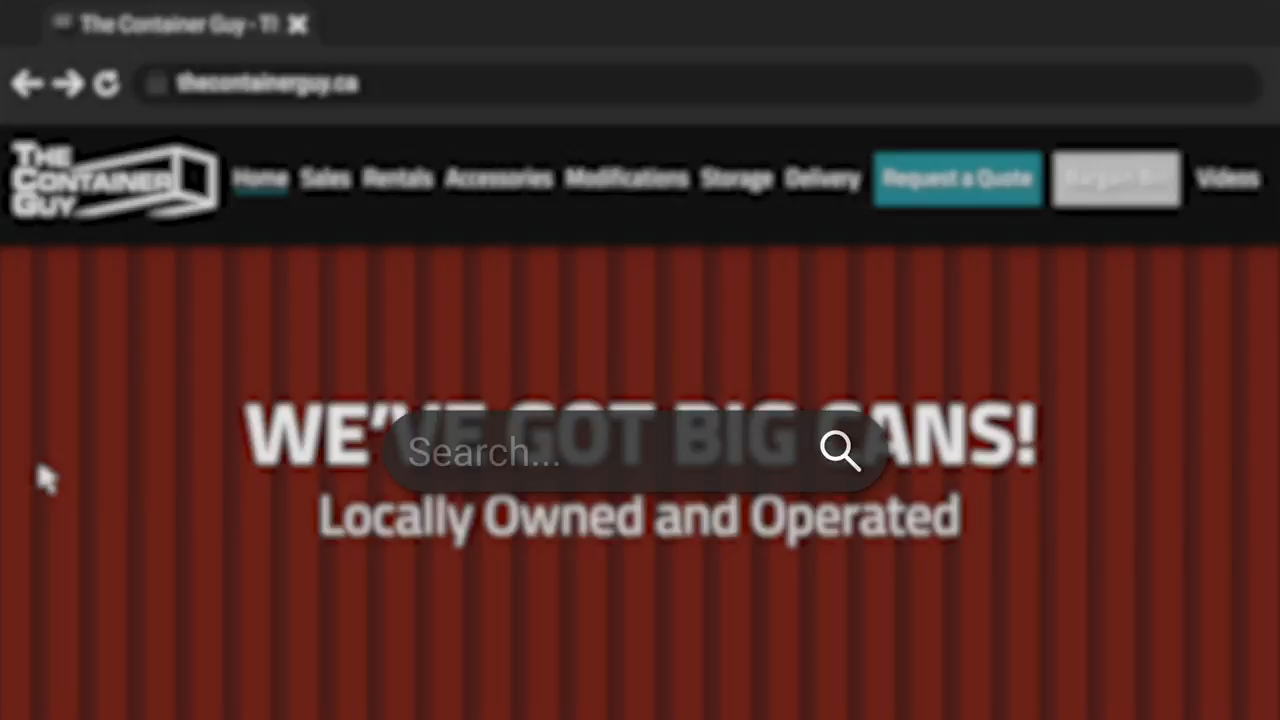 The Container Guy - T
thecontainerguy.ca
THE
CONTAINER
GUY
Home Sales Rentals Accessories Modifications Storage Delivery Request a Quote Videos
WE'VE GOT BIG CANS!
Search...
Locally Owned and Operated